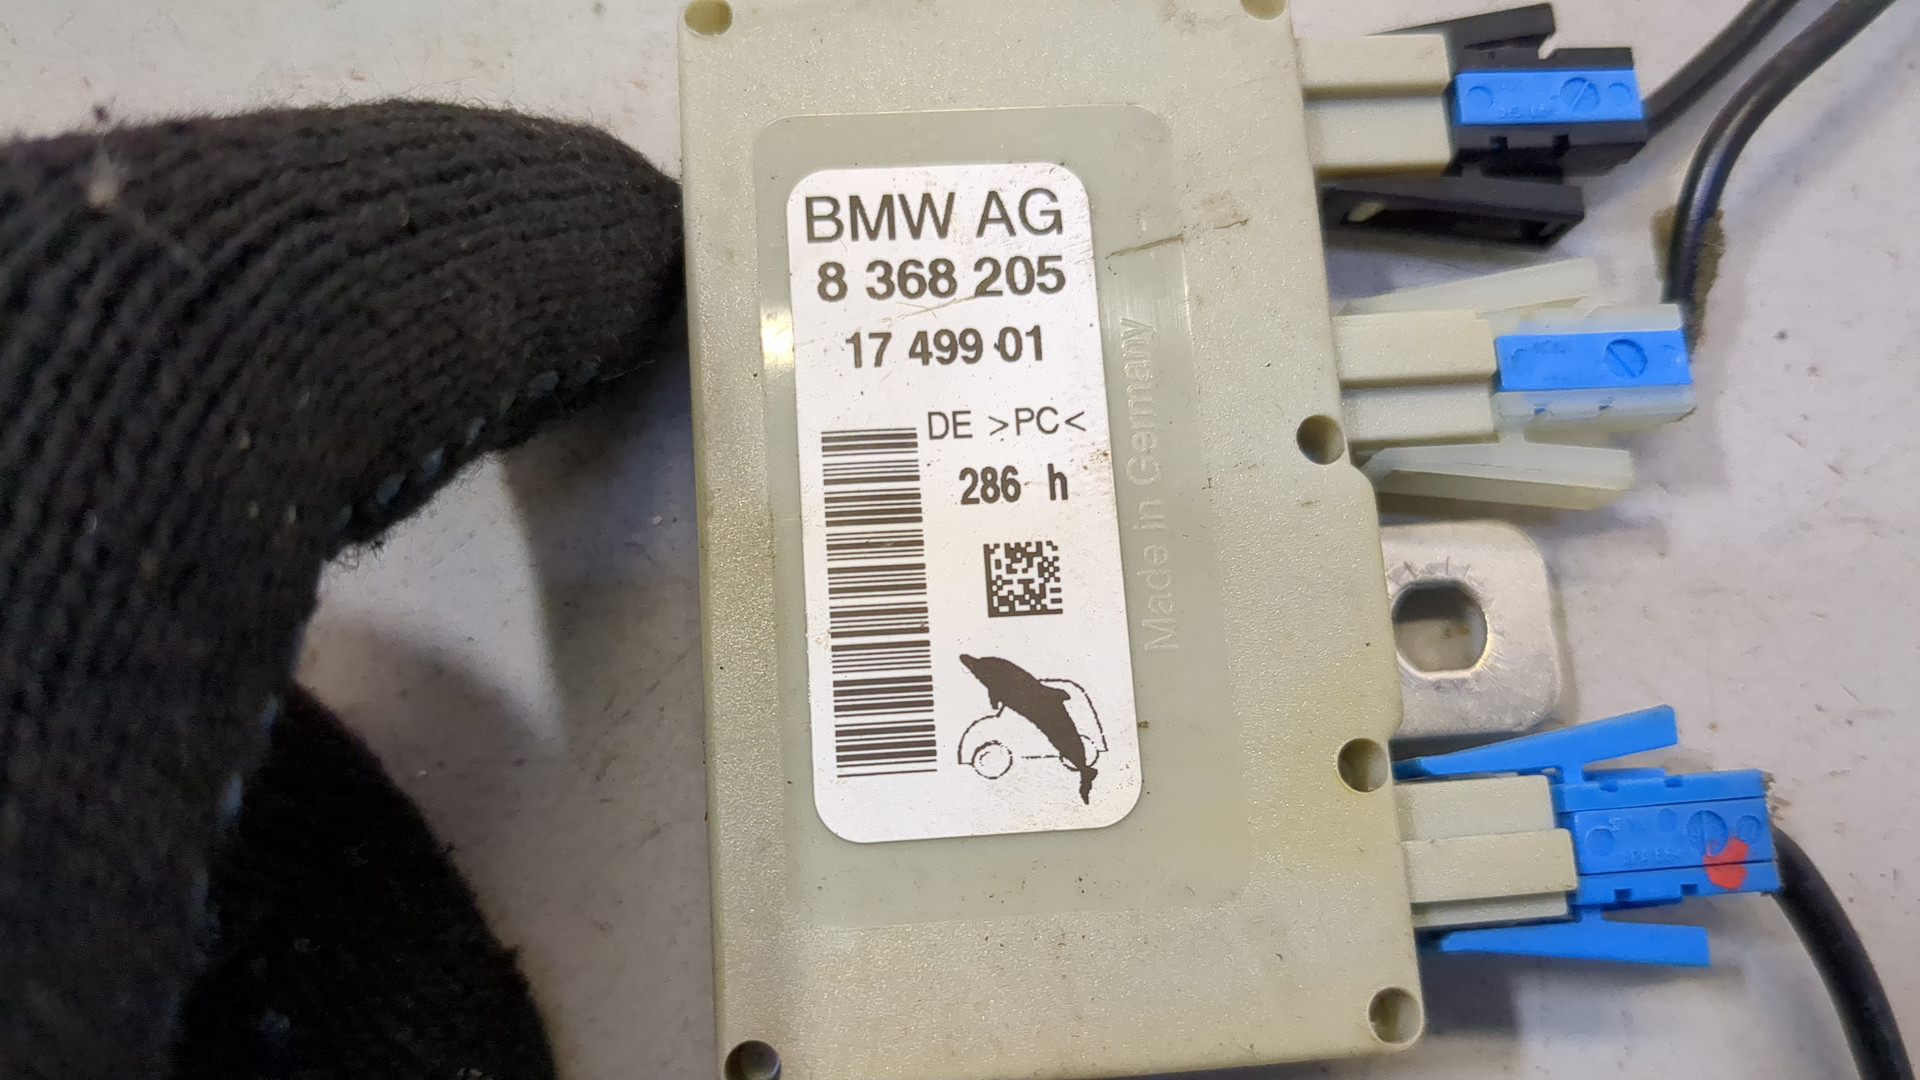 BMW AG
8 368 205
17 499 01
DE >PC<
286 h
Made in Germany